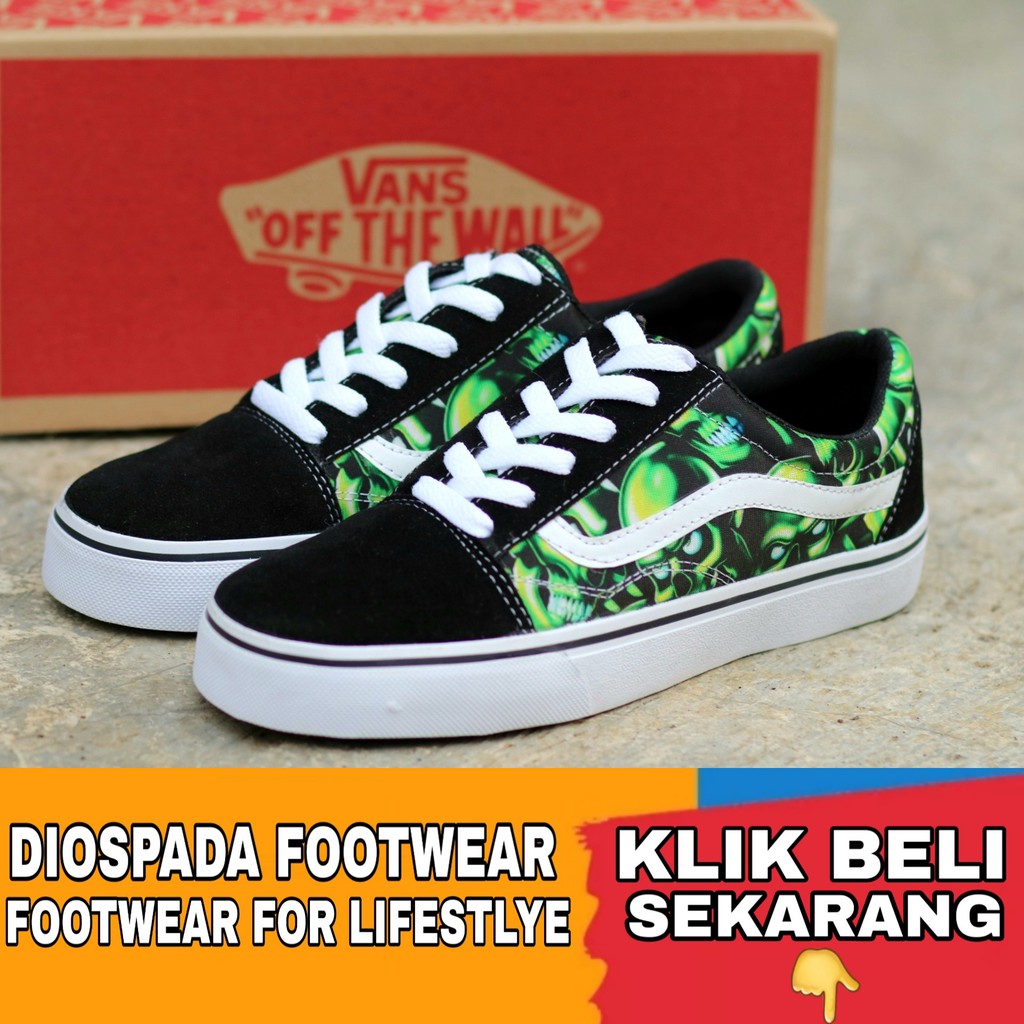 VANS
"OFF THE WALL"
DIOSPADA FOOTWEAR
FOOTWEAR FOR LIFESTLYE
KLIK BELI
SEKARANG